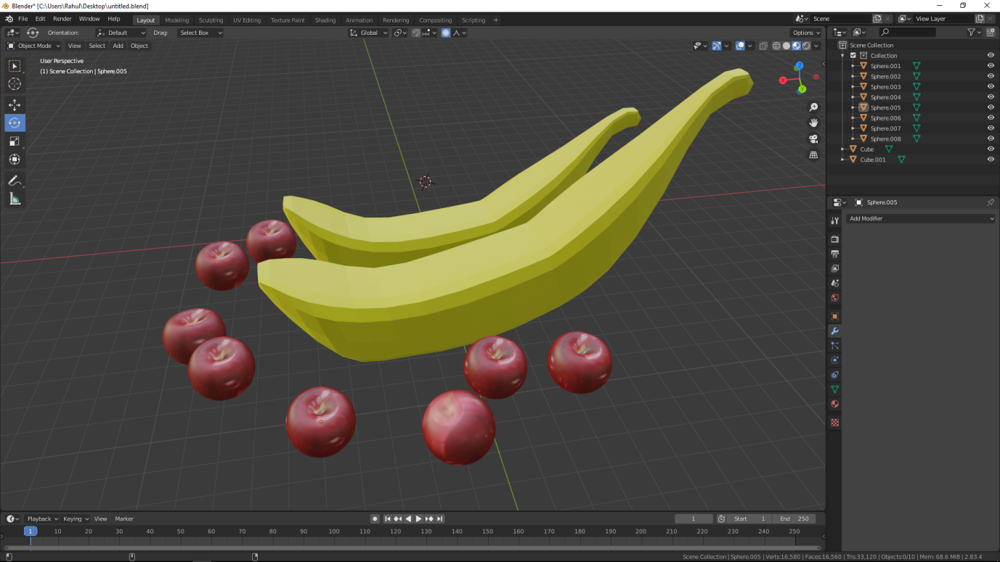 Blender* [C:\Users\Rahul\Desktop\untitled.blend]
File Edit Render Window Help Layout Modeling Sculpting UV Editing Texture Paint Shading Animation Rendering Compositing Scripting + Scene View Layer
Orientation: Default Drag: Select Box Global Options
Object Mode View Select Add Object
User Perspective
(1) Scene Collection | Sphere.005
X
Y
Z
Scene Collection
Collection
Sphere.001
Sphere.002
Sphere.003
Sphere.004
Sphere.005
Sphere.006
Sphere.007
Sphere.008
Cube
Cube.001
Sphere.005
Add Modifier
Playback Keying View Marker 1 Start 1 End 250
1 10 20 30 40 50 60 70 80 90 100 110 120 130 140 150 160 170 180 190 200 210 220 230 240 250
Scene Collection | Sphere.005 | Verts:16,580 | Faces:16,560 | Tris:33,120 | Objects:0/10 | Mem: 68.6 MiB | 2.83.4